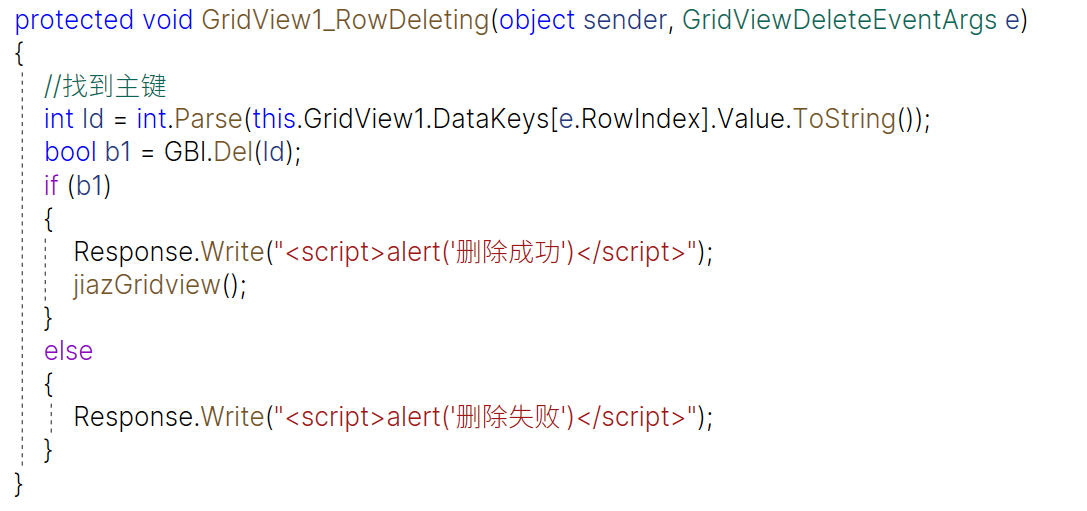 protected void GridView1_RowDeleting(object sender, GridViewDeleteEventArgs e)
{
//找到主键
int Id = int.Parse(this.GridView1.DataKeys[e.RowIndex].Value.ToString());
bool b1 = GBI.Del(Id);
if (b1)
{
Response.Write("<script>alert('删除成功')</script>");
jiazGridview();
}
else
{
Response.Write("<script>alert('删除失败')</script>");
}
}